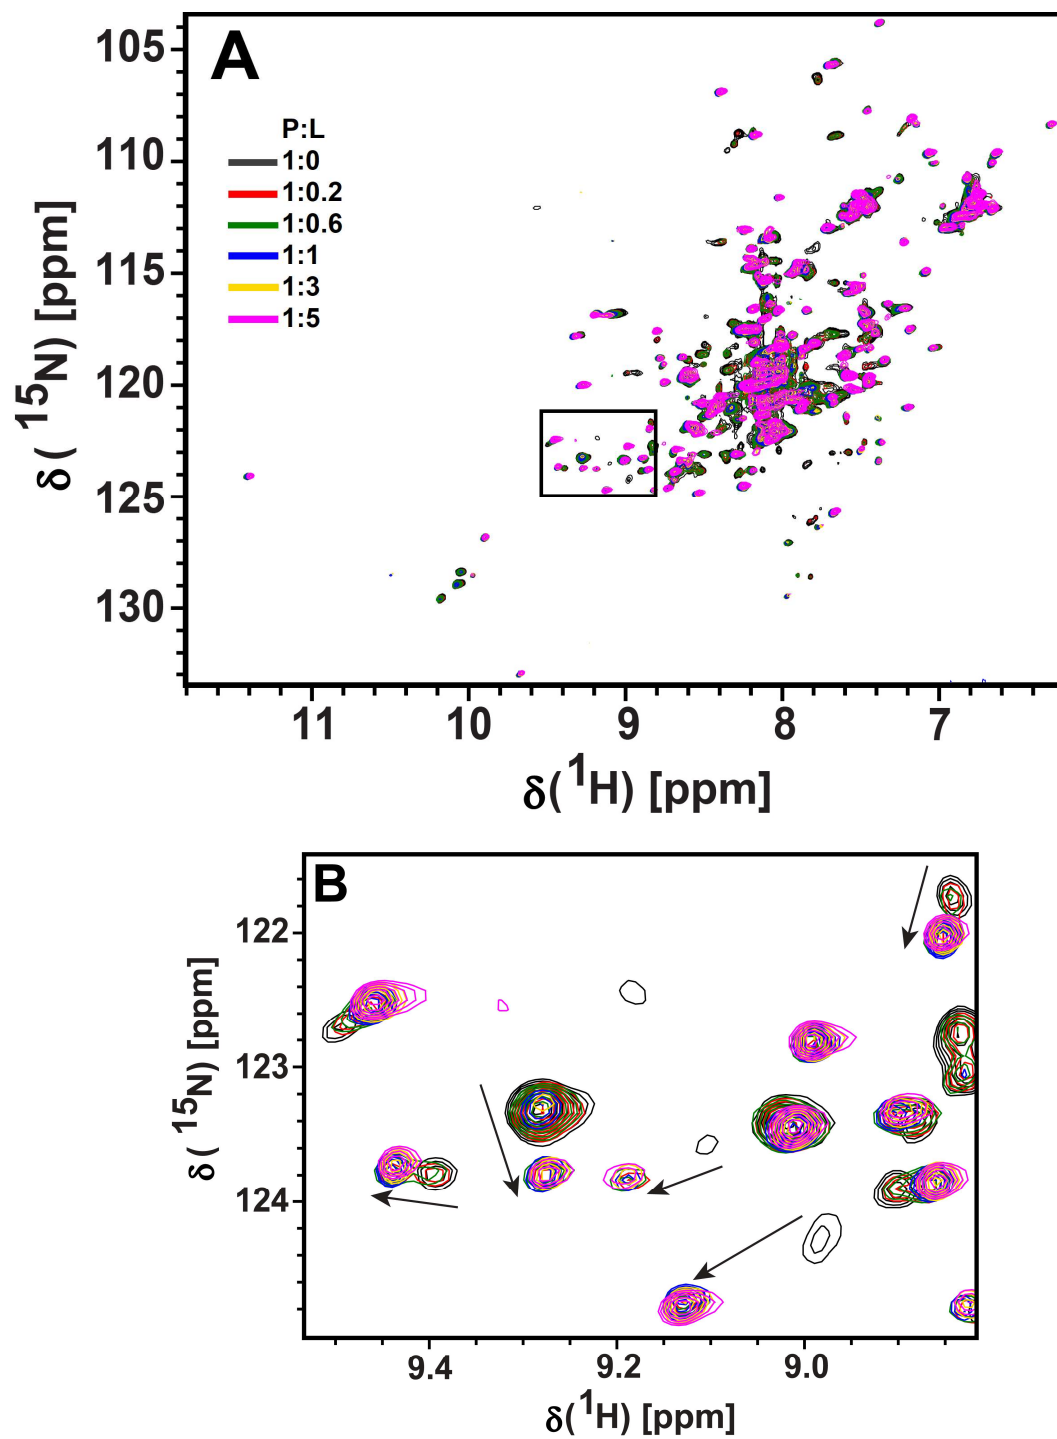 A
P:L
1:0
1:0.2
1:0.6
1:1
1:3
1:5
105
110
115
120
125
130
δ( ¹⁵N) [ppm]
11 10 9 8 7
δ(¹H) [ppm]
B
122
123
124
δ( ¹⁵N) [ppm]
9.4 9.2 9.0
δ(¹H) [ppm]